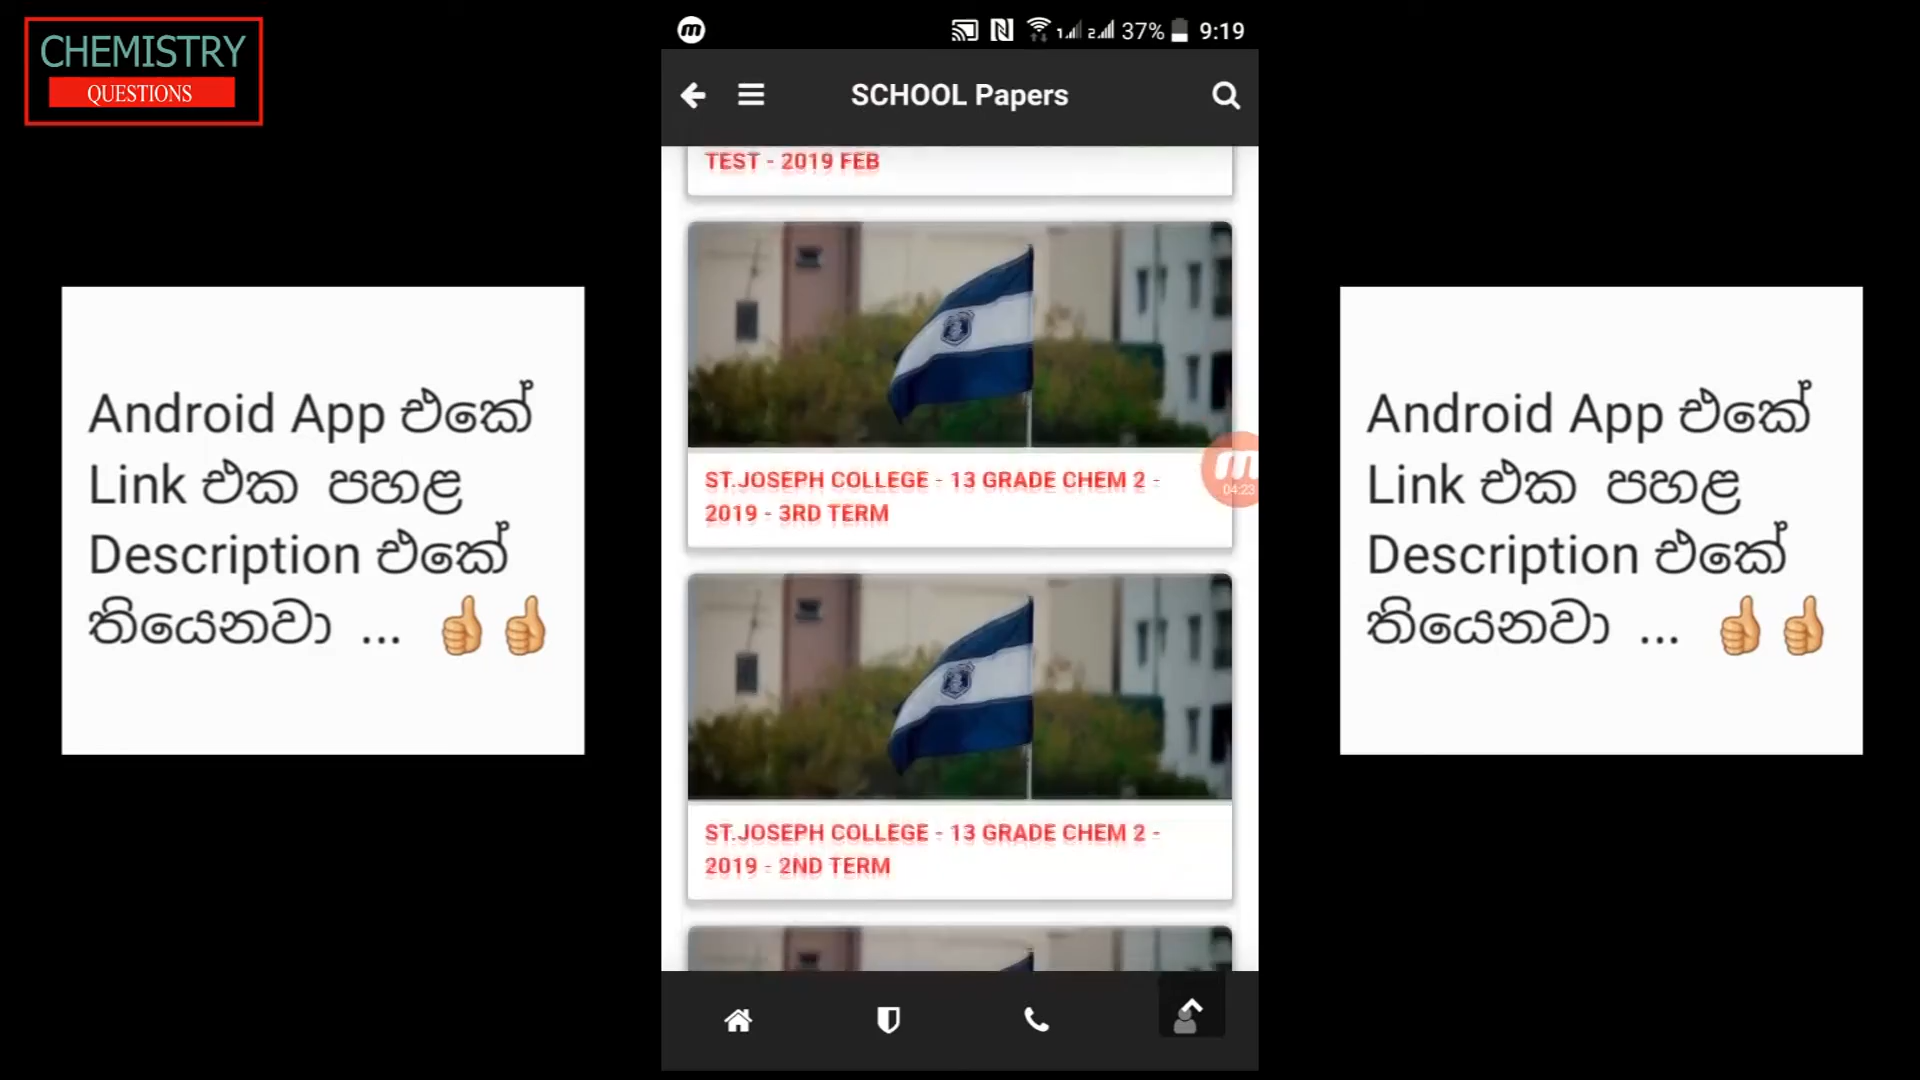 CHEMISTRY
QUESTIONS
37% 9:19
SCHOOL Papers
TEST - 2019 FEB
ST.JOSEPH COLLEGE - 13 GRADE CHEM 2 -
2019 - 3RD TERM
04:23
ST.JOSEPH COLLEGE - 13 GRADE CHEM 2 -
2019 - 2ND TERM
Android App එකේ
Link එක පහළ
Description එකේ
තියෙනවා ... 👍👍
Android App එකේ
Link එක පහළ
Description එකේ
තියෙනවා ... 👍👍